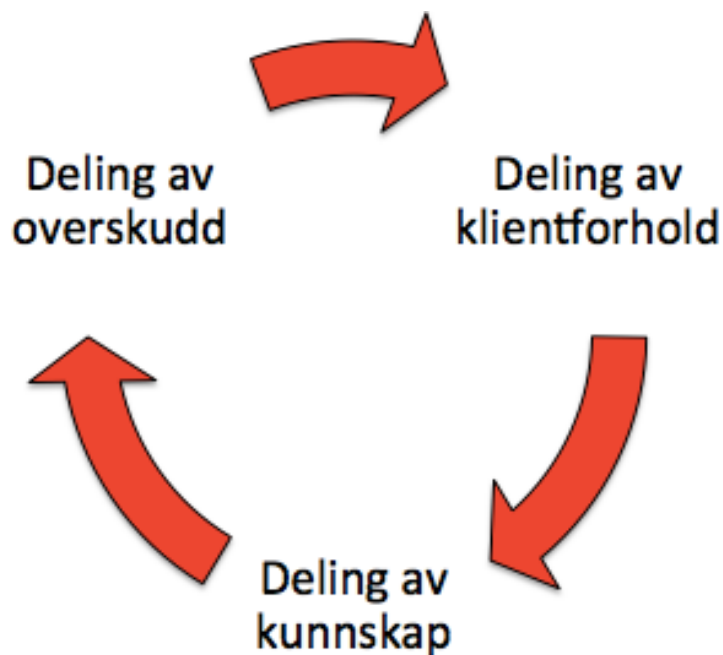 Deling av
overskudd
Deling av
klientforhold
Deling av
kunnskap